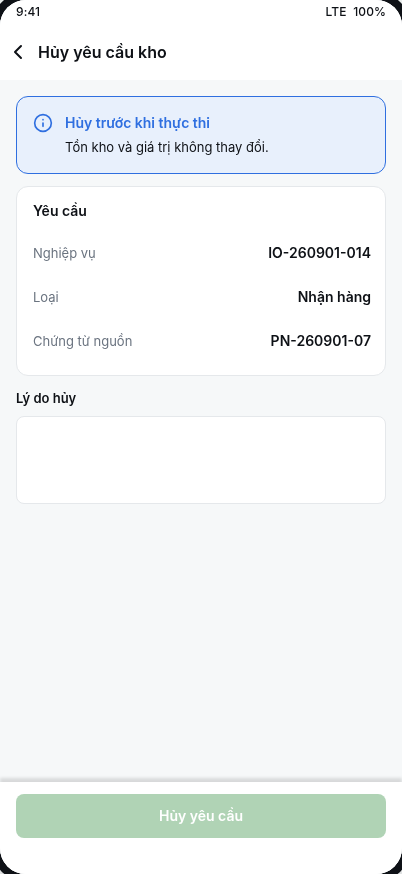 9:41
LTE 100%
Hủy yêu cầu kho
Hủy trước khi thực thi
Tồn kho và giá trị không thay đổi.
Yêu cầu
Nghiệp vụ
IO-260901-014
Loại
Nhận hàng
Chứng từ nguồn
PN-260901-07
Lý do hủy
Hủy yêu cầu